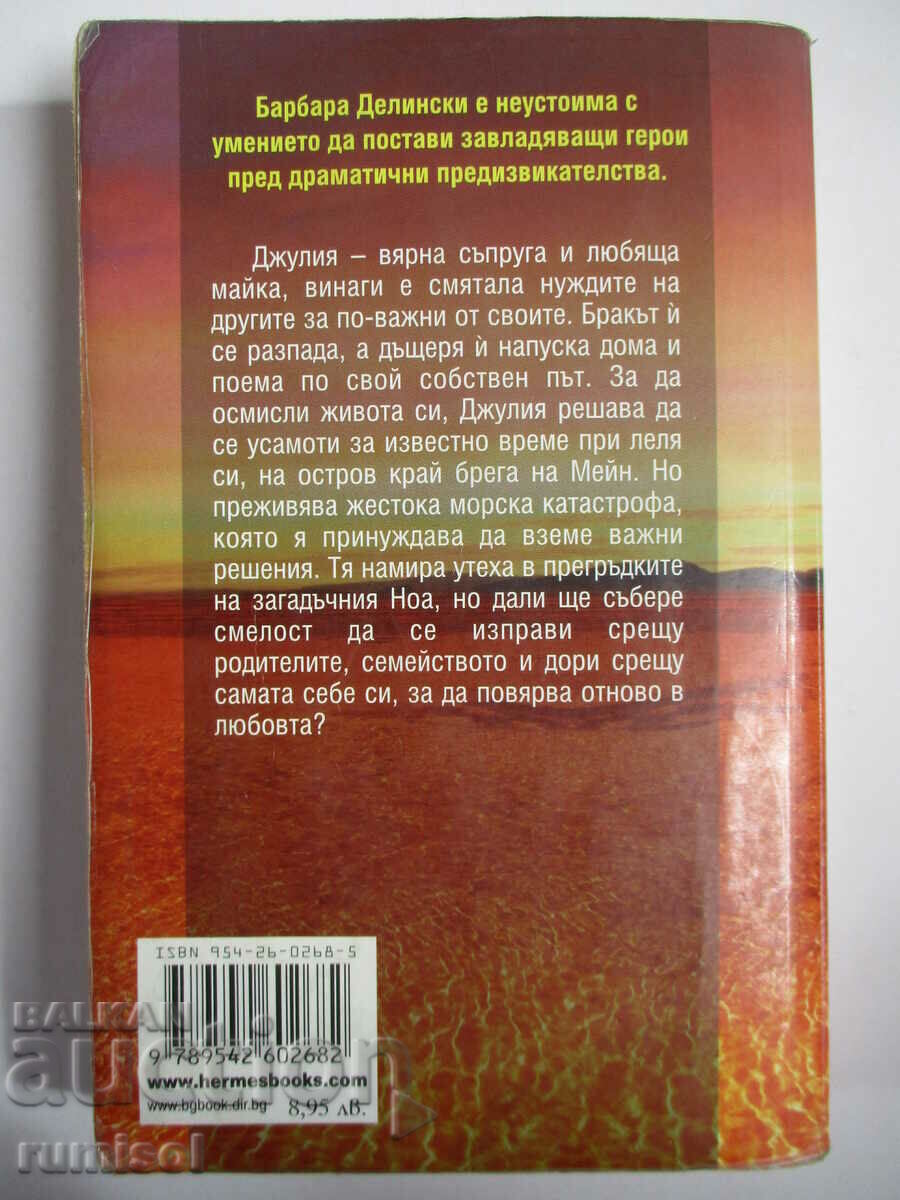 Барбара Делински е неустоима с
умението да постави завладяващи герои
пред драматични предизвикателства.
Джулия – вярна съпруга и любяща
майка, винаги е смятала нуждите на
другите за по-важни от своите. Бракът ѝ
се разпада, а дъщеря ѝ напуска дома и
поема по свой собствен път. За да
осмисли живота си, Джулия решава да
се усамоти за известно време при леля
си, на остров край брега на Мейн. Но
преживява жестока морска катастрофа,
която я принуждава да вземе важни
решения. Тя намира утеха в прегръдките
на загадъчния Ноа, но дали ще събере
смелост да се изправи срещу
родителите, семейството и дори срещу
самата себе си, за да повярва отново в
любовта?
ISBN 954-26-0268-5
9 789542 602682
www.hermesbooks.com
www.bgbook.dir.bg 8,95 лв.
BALKAN
auction
rumisol